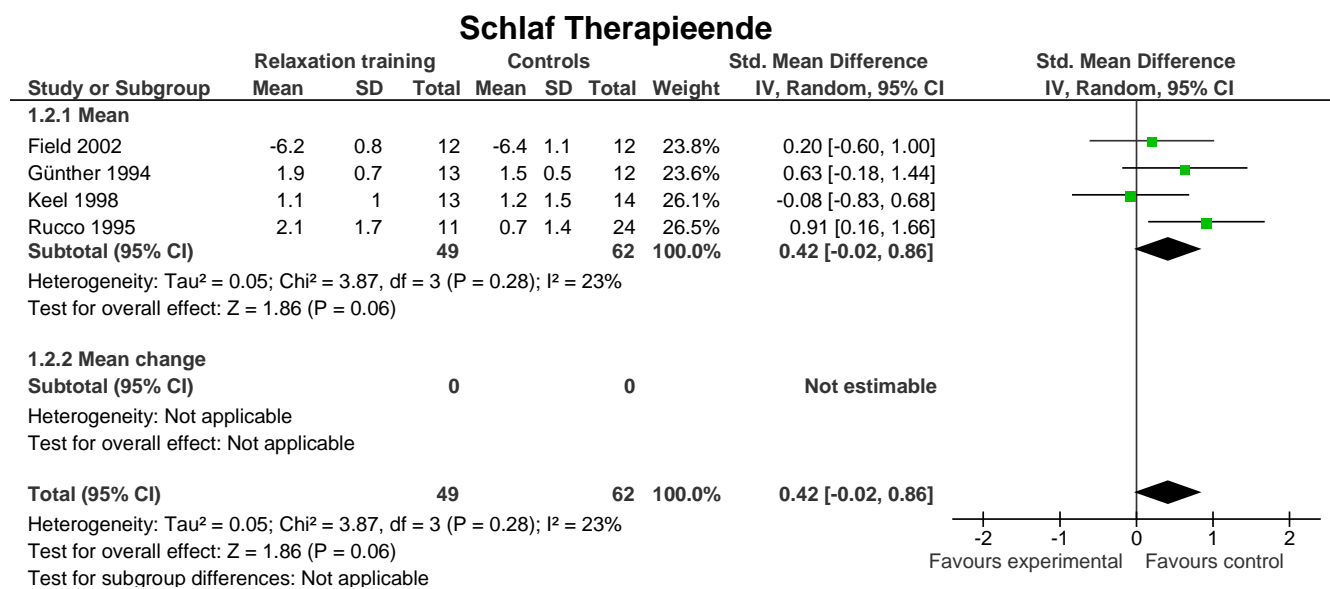 Schlaf Therapieende
Relaxation training Controls Std. Mean Difference Std. Mean Difference
Study or Subgroup Mean SD Total Mean SD Total Weight IV, Random, 95% CI IV, Random, 95% CI
1.2.1 Mean
Field 2002 -6.2 0.8 12 -6.4 1.1 12 23.8% 0.20 [-0.60, 1.00]
Günther 1994 1.9 0.7 13 1.5 0.5 12 23.6% 0.63 [-0.18, 1.44]
Keel 1998 1.1 1 13 1.2 1.5 14 26.1% -0.08 [-0.83, 0.68]
Rucco 1995 2.1 1.7 11 0.7 1.4 24 26.5% 0.91 [0.16, 1.66]
Subtotal (95% CI) 49 62 100.0% 0.42 [-0.02, 0.86]
Heterogeneity: Tau² = 0.05; Chi² = 3.87, df = 3 (P = 0.28); I² = 23%
Test for overall effect: Z = 1.86 (P = 0.06)
1.2.2 Mean change
Subtotal (95% CI) 0 0 Not estimable
Heterogeneity: Not applicable
Test for overall effect: Not applicable
Total (95% CI) 49 62 100.0% 0.42 [-0.02, 0.86]
Heterogeneity: Tau² = 0.05; Chi² = 3.87, df = 3 (P = 0.28); I² = 23%
Test for overall effect: Z = 1.86 (P = 0.06)
Test for subgroup differences: Not applicable
-2 -1 0 1 2
Favours experimental Favours control